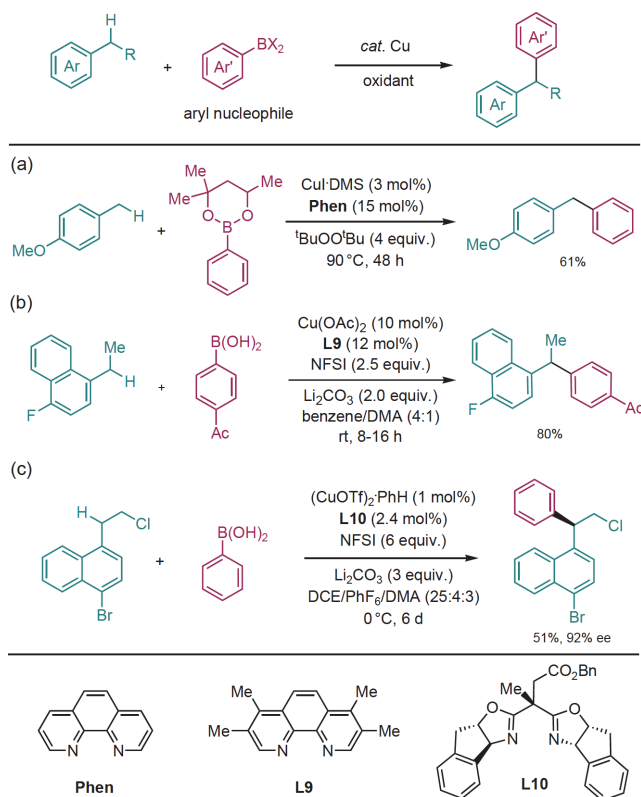 H
R
Ar
+
BX2
Ar'
aryl nucleophile
cat. Cu
oxidant
Ar'
Ar
R
(a)
H
MeO
+
Me
Me
Me
O
O
B
CuI·DMS (3 mol%)
Phen (15 mol%)
tBuOOtBu (4 equiv.)
90 °C, 48 h
MeO
61%
(b)
Me
H
F
+
B(OH)2
Ac
Cu(OAc)2 (10 mol%)
L9 (12 mol%)
NFSI (2.5 equiv.)
Li2CO3 (2.0 equiv.)
benzene/DMA (4:1)
rt, 8-16 h
Me
F
Ac
80%
(c)
H
Cl
Br
+
B(OH)2
(CuOTf)2·PhH (1 mol%)
L10 (2.4 mol%)
NFSI (6 equiv.)
Li2CO3 (3 equiv.)
DCE/PhF6/DMA (25:4:3)
0 °C, 6 d
Cl
Br
51%, 92% ee
N
N
Phen
Me
Me
Me
Me
N
N
L9
CO2Bn
Me
O
O
N
N
L10